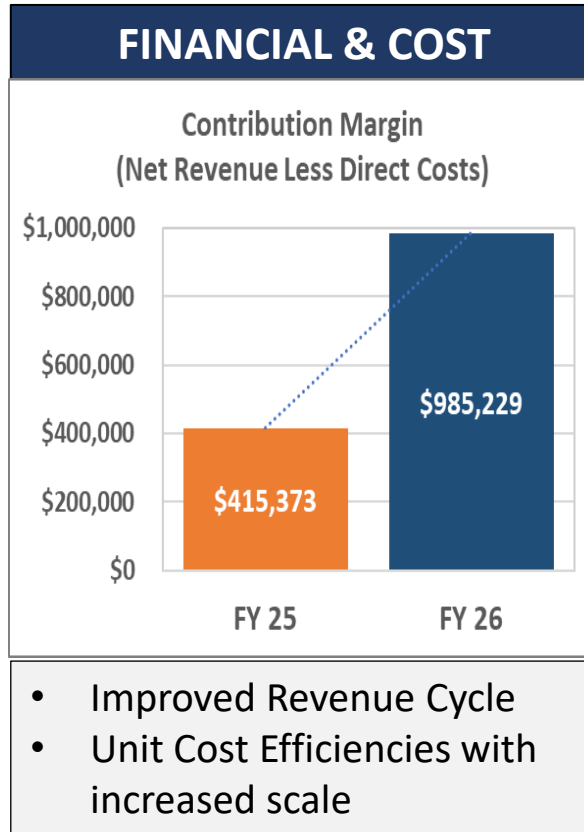 FINANCIAL & COST
Contribution Margin
(Net Revenue Less Direct Costs)
$1,000,000
$800,000
$600,000
$400,000
$200,000
$0
$415,373
$985,229
FY 25
FY 26
• Improved Revenue Cycle
• Unit Cost Efficiencies with
increased scale